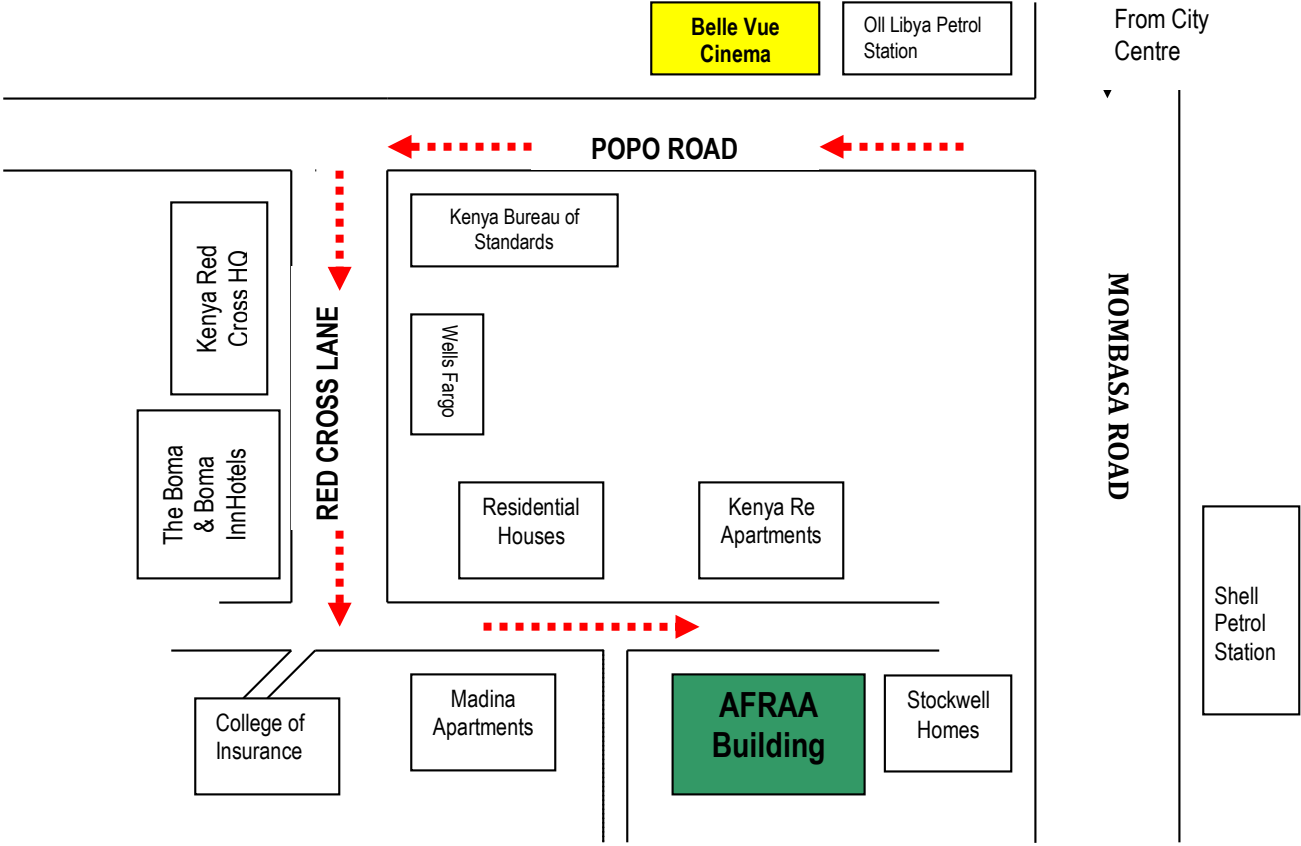 Belle Vue
Cinema
OIl Libya Petrol
Station
From City
Centre
POPO ROAD
Kenya Red
Cross HQ
Kenya Bureau of
Standards
RED CROSS LANE
Wells Fargo
MOMBASA ROAD
The Boma
& Boma
InnHotels
Residential
Houses
Kenya Re
Apartments
Shell
Petrol
Station
College of
Insurance
Madina
Apartments
AFRAA
Building
Stockwell
Homes